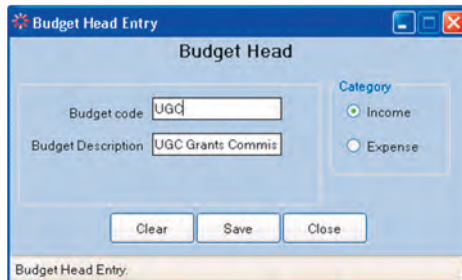 Budget Head Entry
Budget Head
Category
Budget code UGC
Income
Budget Description UGC Grants Commis
Expense
Clear Save Close
Budget Head Entry.